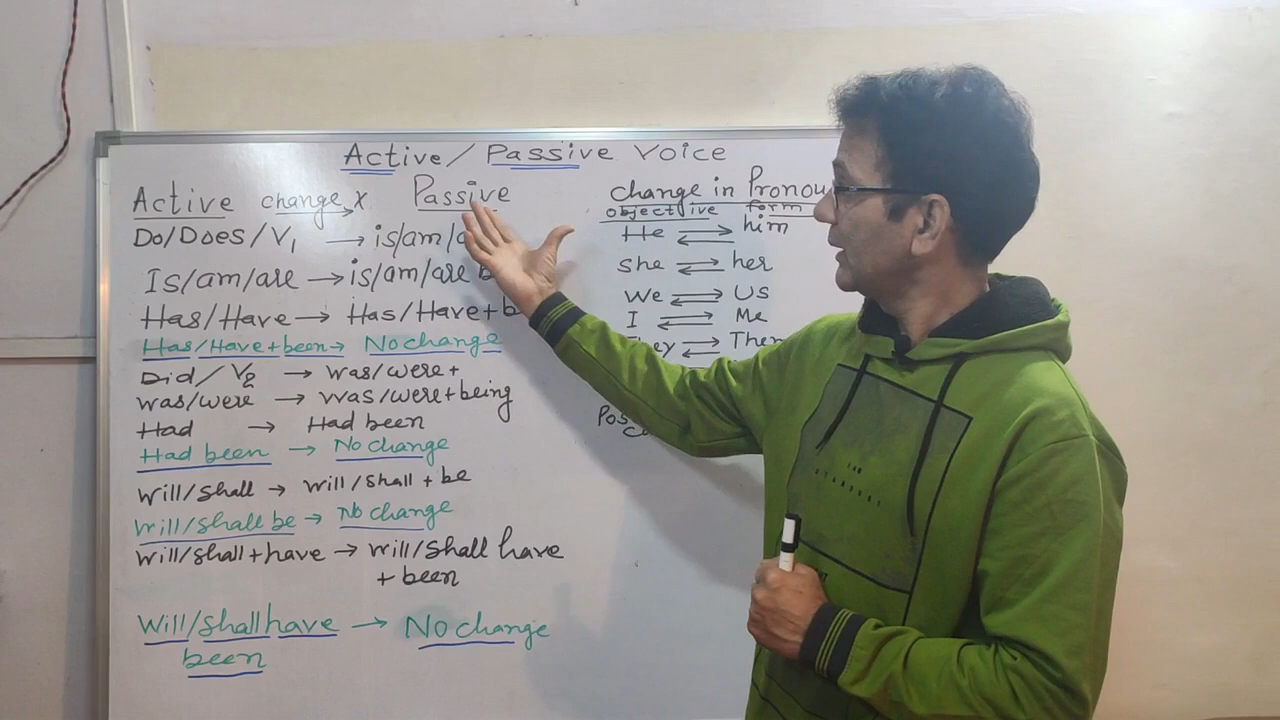 Active/Passive Voice
Active change x Passive
Do/Does/V1 → is/am/
Is/am/are → is/am/are
Has/Have → Has/Have+b
Has/Have+been → No change
Did/V2 → was/were+
was/were → was/were+being
Had → Had been
Had been → No change
Will/shall → will/shall + be
Will/shall be → No change
Will/shall+have → Will/Shall have
+ been
Will/shall have → No change
been
change in Pronou
objective form
He ⇄ him
She ⇄ her
We ⇄ Us
I ⇄ Me
They ⇄ Them
Pos